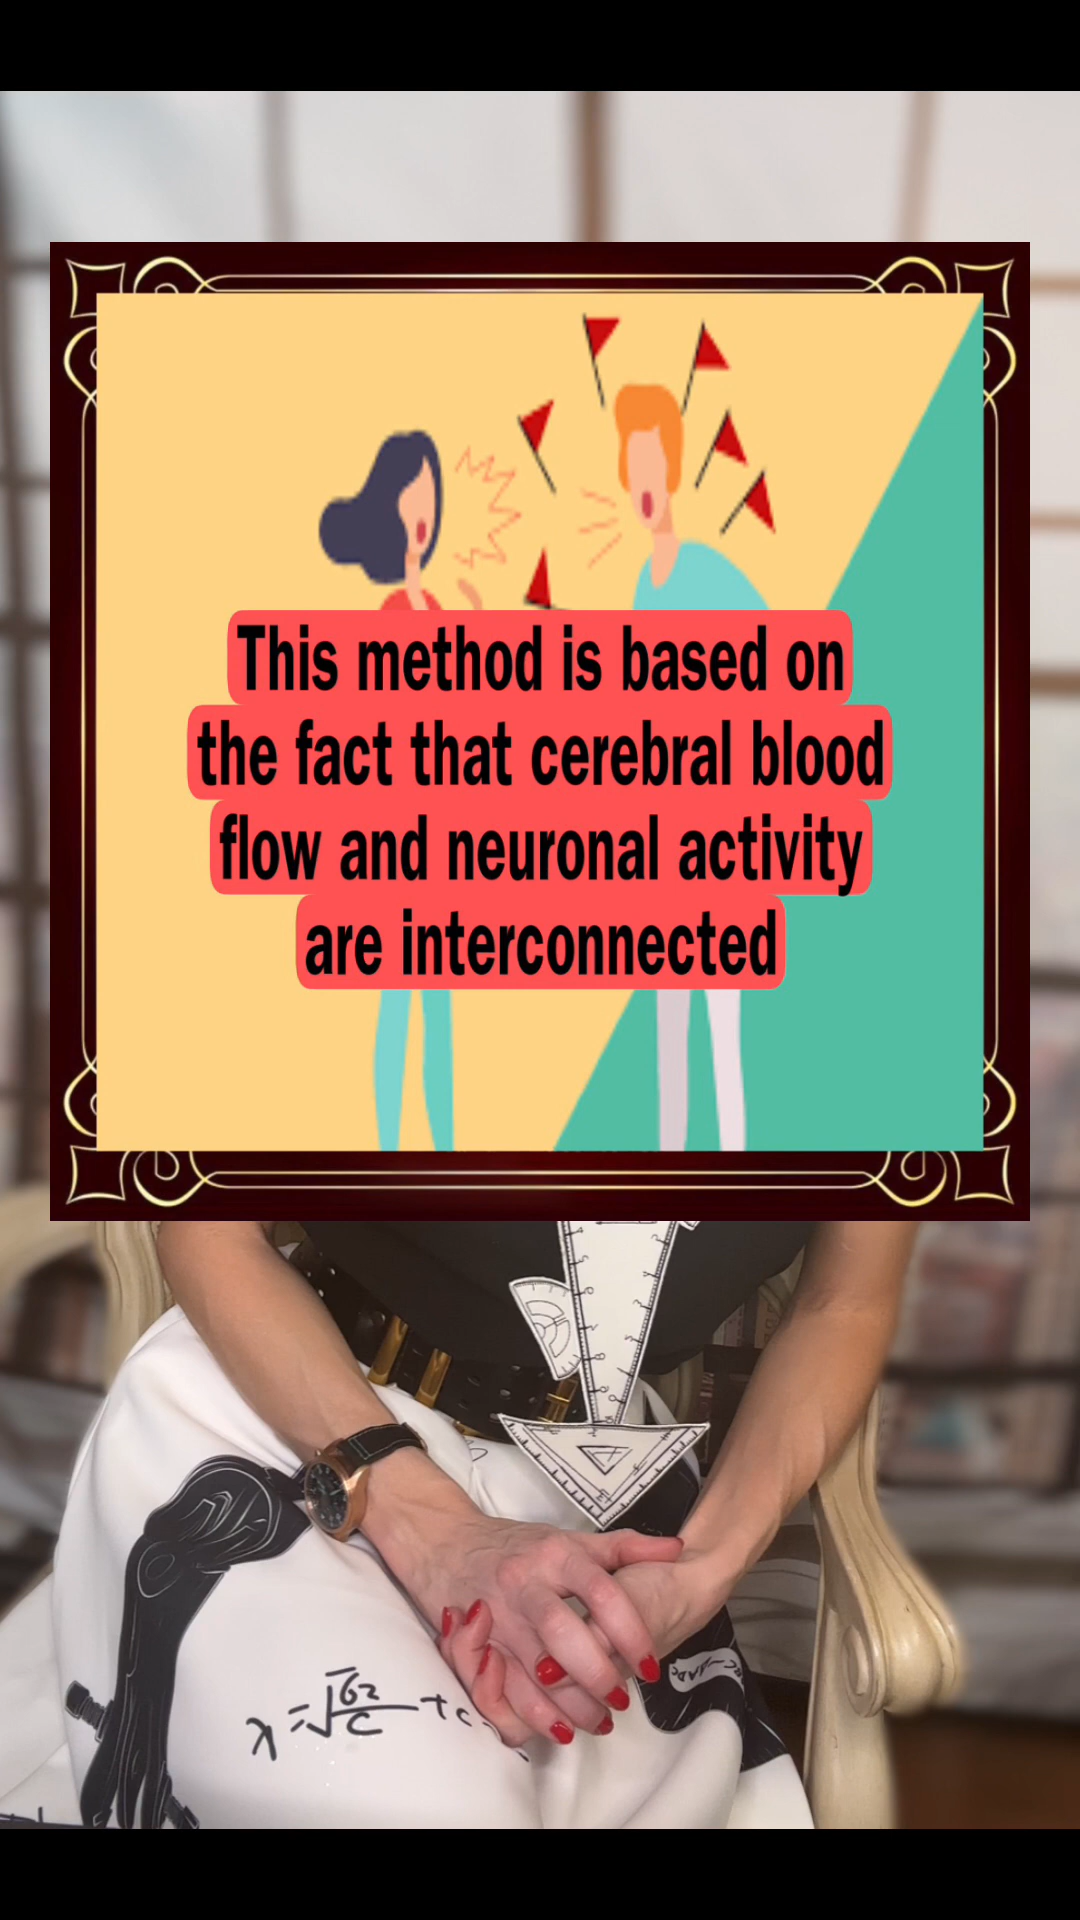 This method is based on
the fact that cerebral blood
flow and neuronal activity
are interconnected